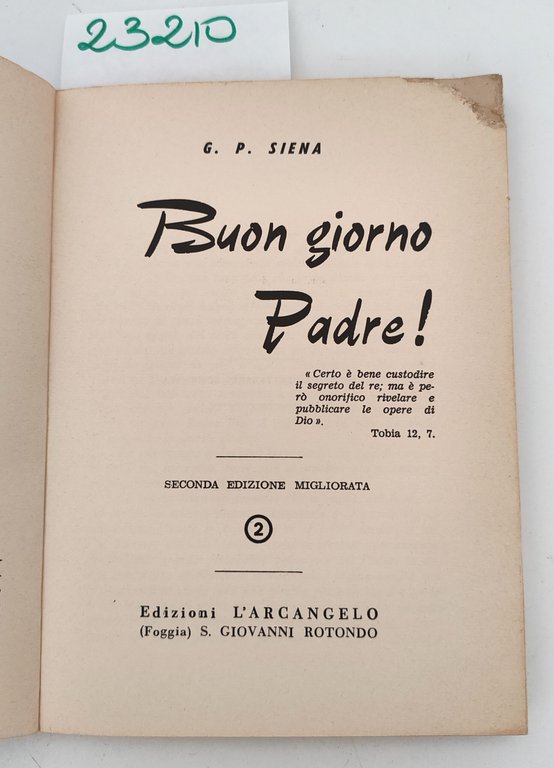 23210
G. P. SIENA
Buon giorno
Padre!
« Certo è bene custodire
il segreto del re; ma è pe-
rò onorifico rivelare e
pubblicare le opere di
Dio ».
Tobia 12, 7.
SECONDA EDIZIONE MIGLIORATA
2
Edizioni L'ARCANGELO
(Foggia) S. GIOVANNI ROTONDO